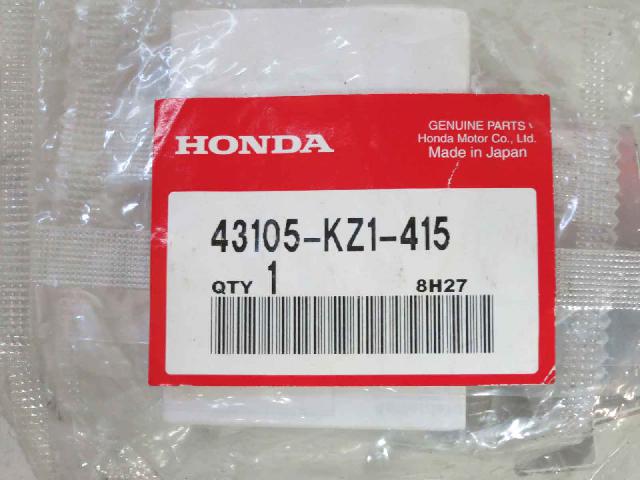 HONDA
GENUINE PARTS
Honda Motor Co., Ltd.
Made in Japan
43105-KZ1-415
QTY 1
8H27